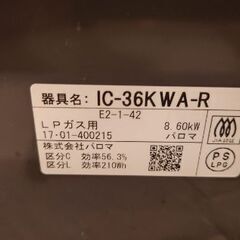 器具名: IC-36KWA-R
E2-1-42
LPガス用 8.60kW
17・01-400215 パロマ
株式会社パロマ
区分C 効率56.3%
区分L 効率210Wh
PS
LPG